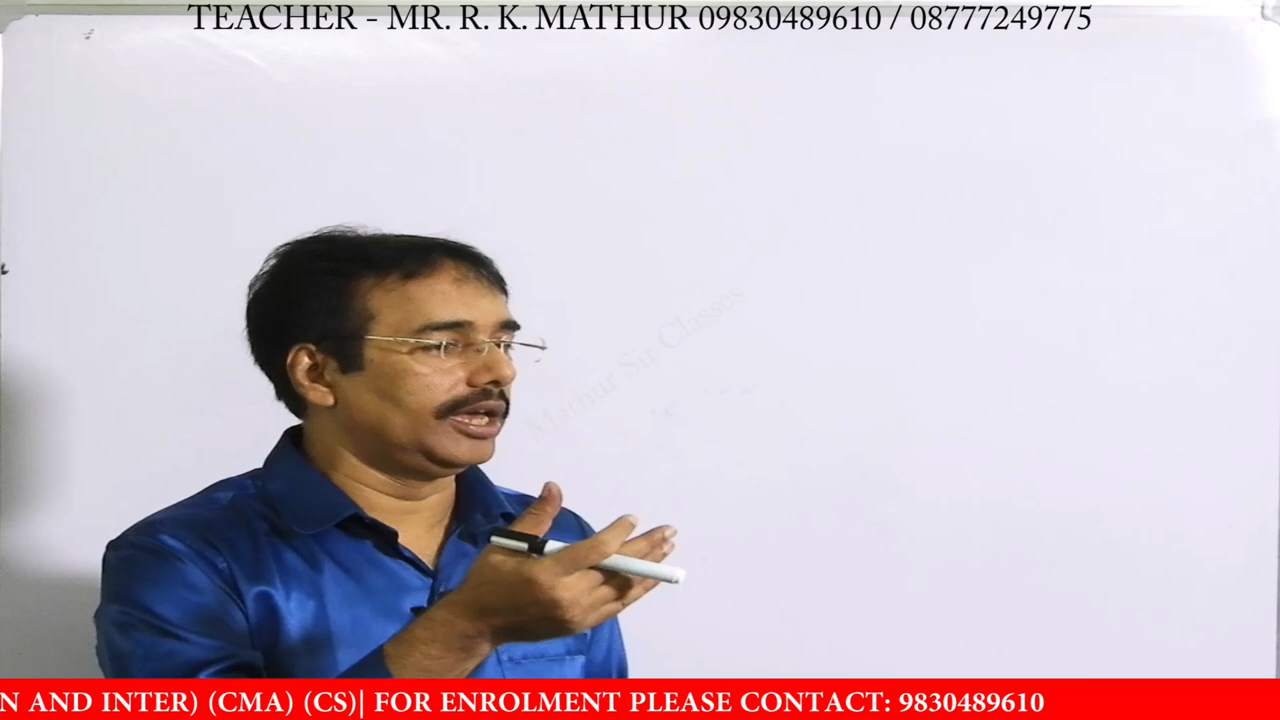 TEACHER - MR. R. K. MATHUR 09830489610 / 08777249775
Mathur Sir Classes
N AND INTER) (CMA) (CS)| FOR ENROLMENT PLEASE CONTACT: 9830489610